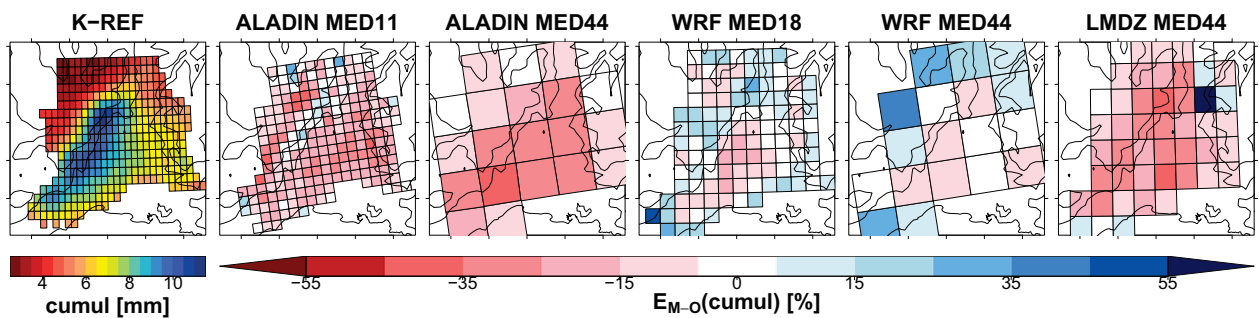 K−REF ALADIN MED11 ALADIN MED44 WRF MED18 WRF MED44 LMDZ MED44
4 6 8 10 −55 −35 −15 0 15 35 55
cumul [mm] E_M−O(cumul) [%]